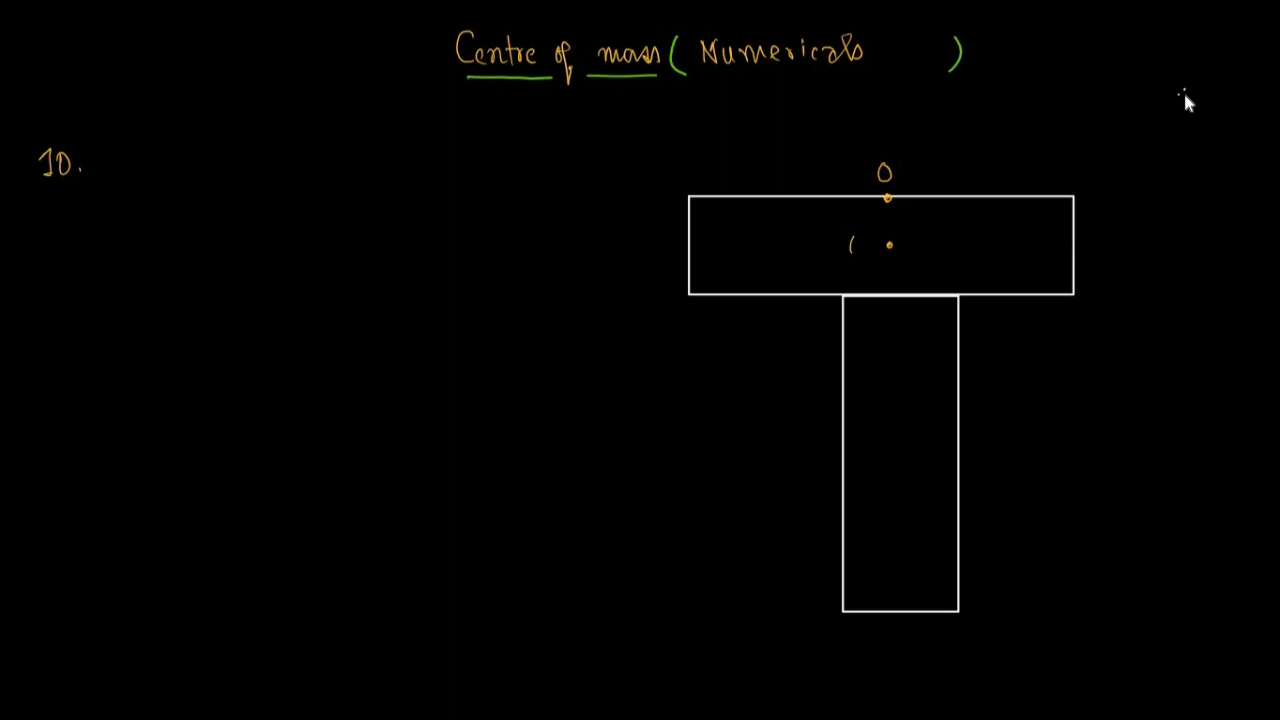 Centre of mass ( Numericals )
10.
O
(